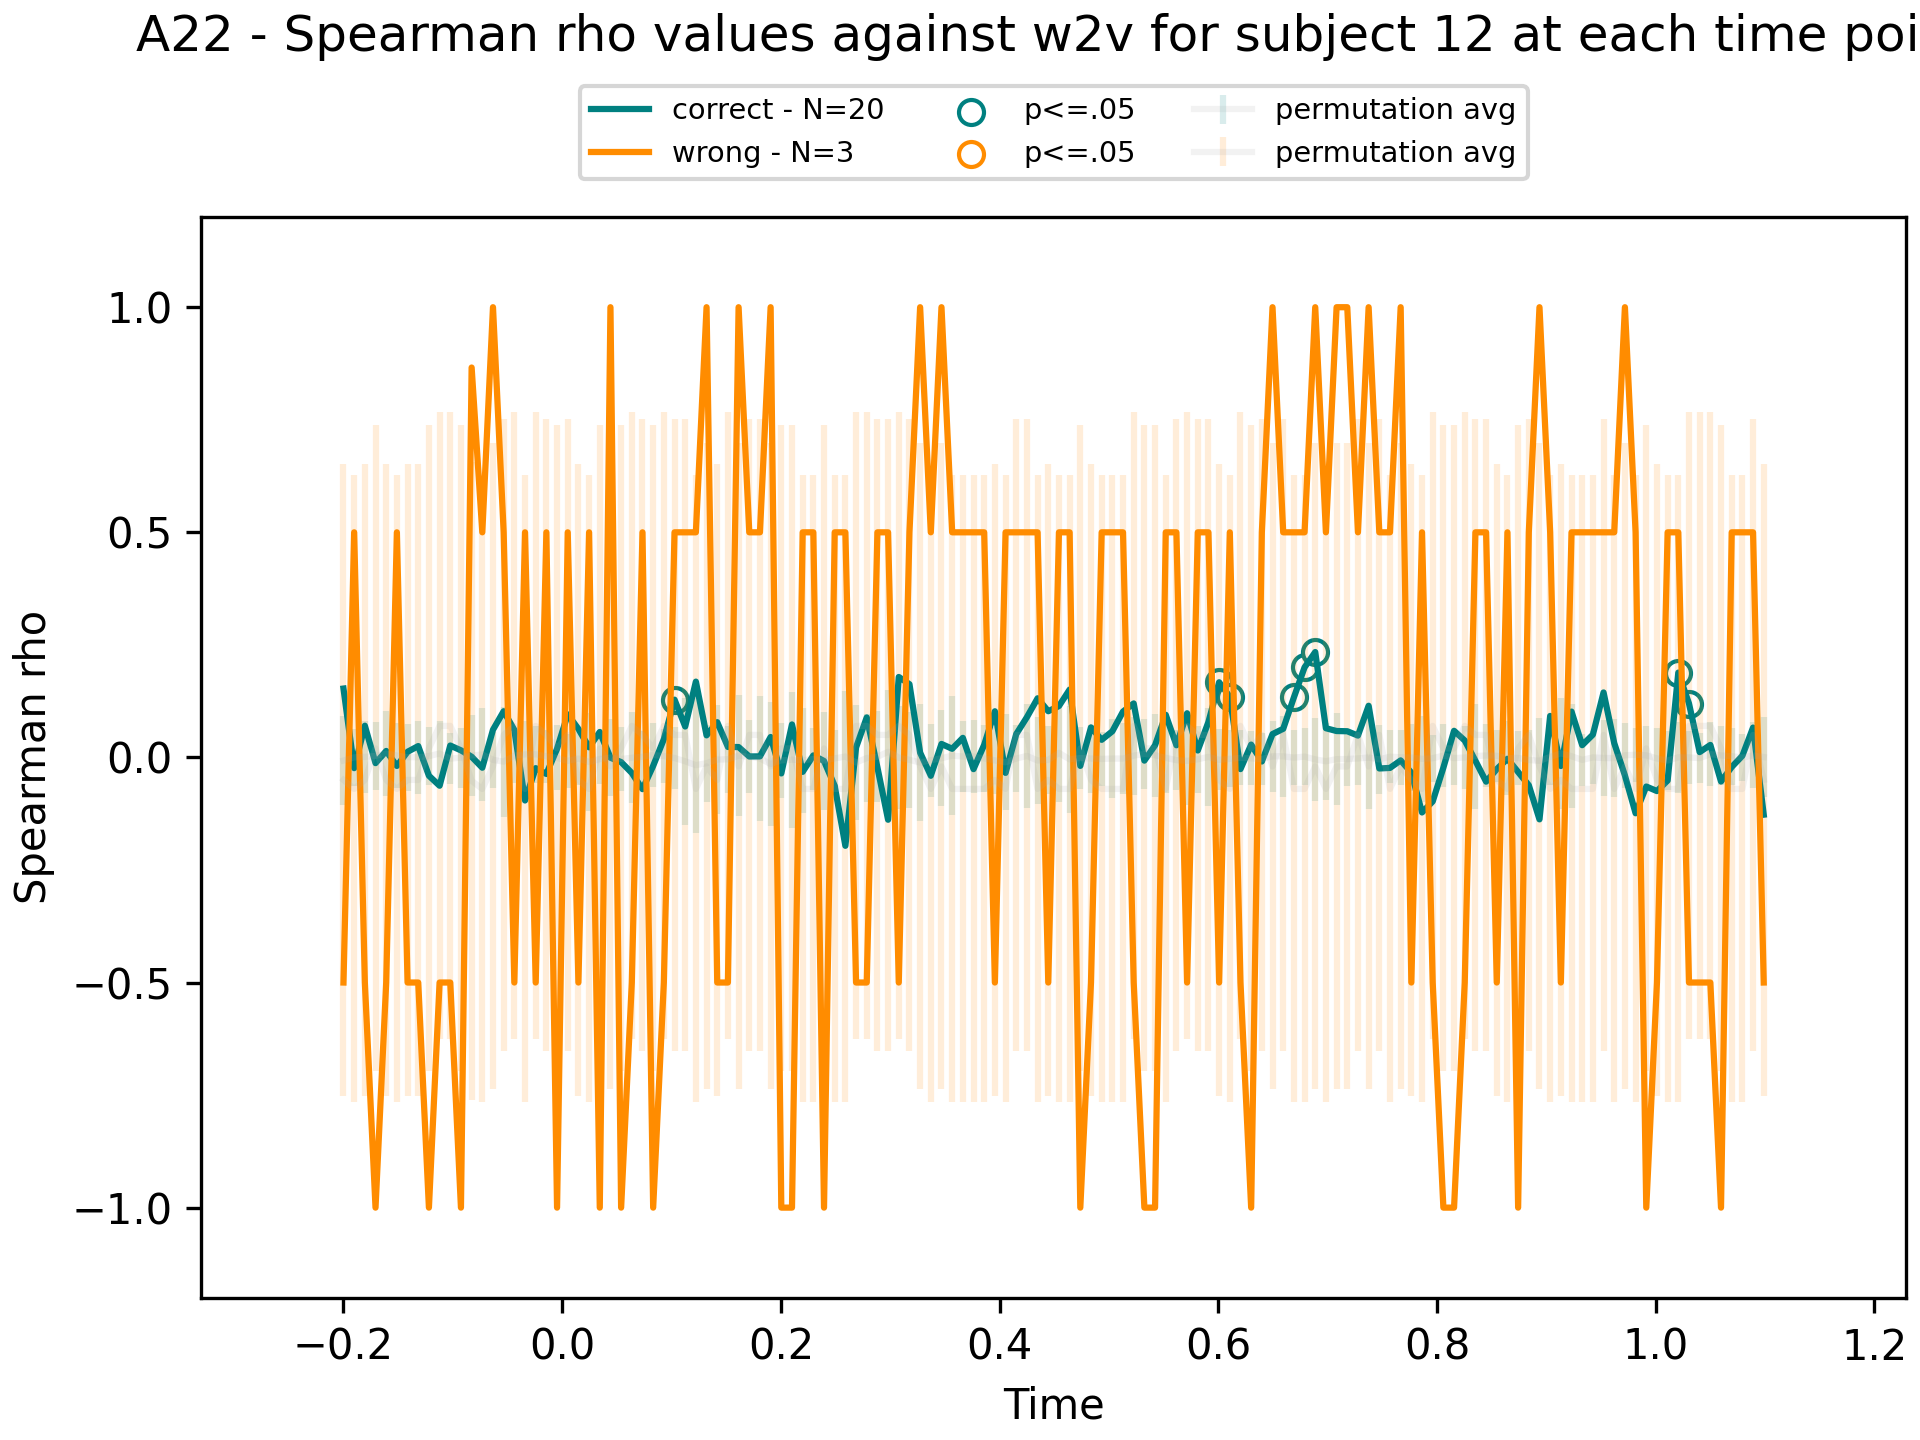 A22 - Spearman rho values against w2v for subject 12 at each time poi
correct - N=20
wrong - N=3
p<=.05
p<=.05
permutation avg
permutation avg
Spearman rho
1.0
0.5
0.0
−0.5
−1.0
−0.2
0.0
0.2
0.4
0.6
0.8
1.0
1.2
Time